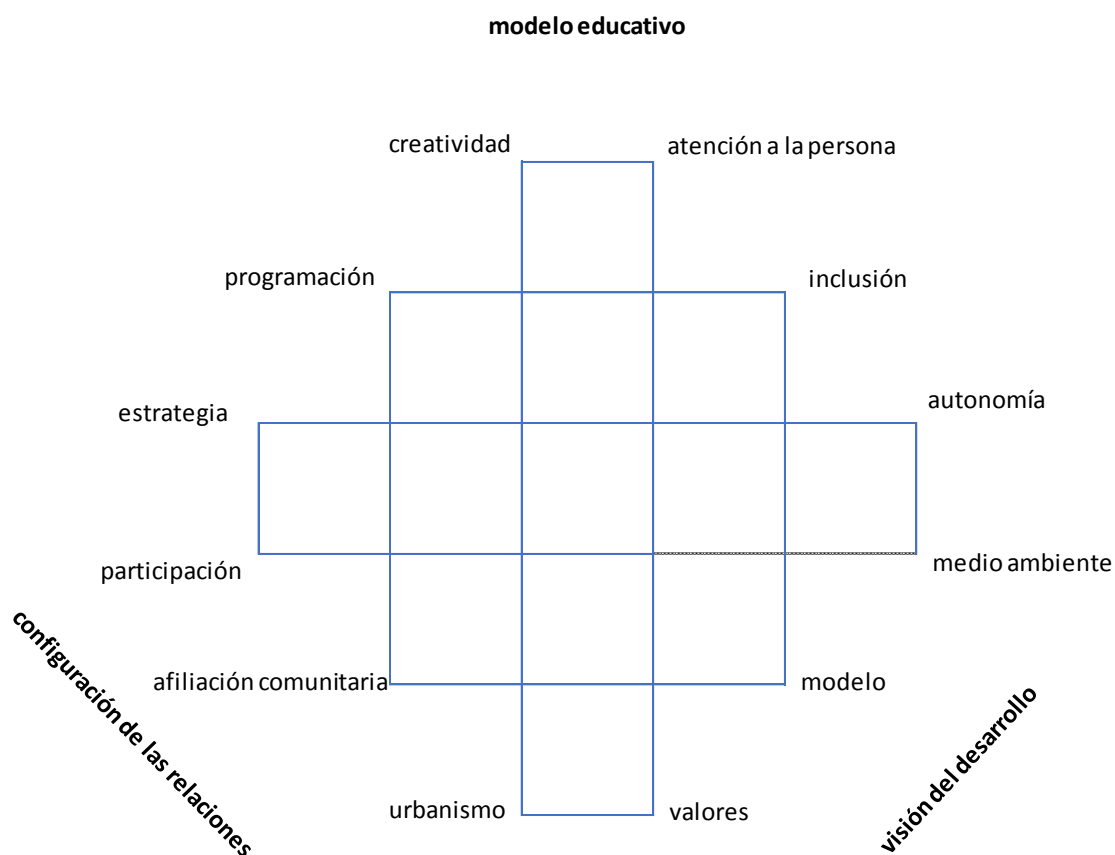 modelo educativo
creatividad
atención a la persona
programación
inclusión
estrategia
autonomía
participación
medio ambiente
configuración de las relaciones
afiliación comunitaria
modelo
visión del desarrollo
urbanismo
valores